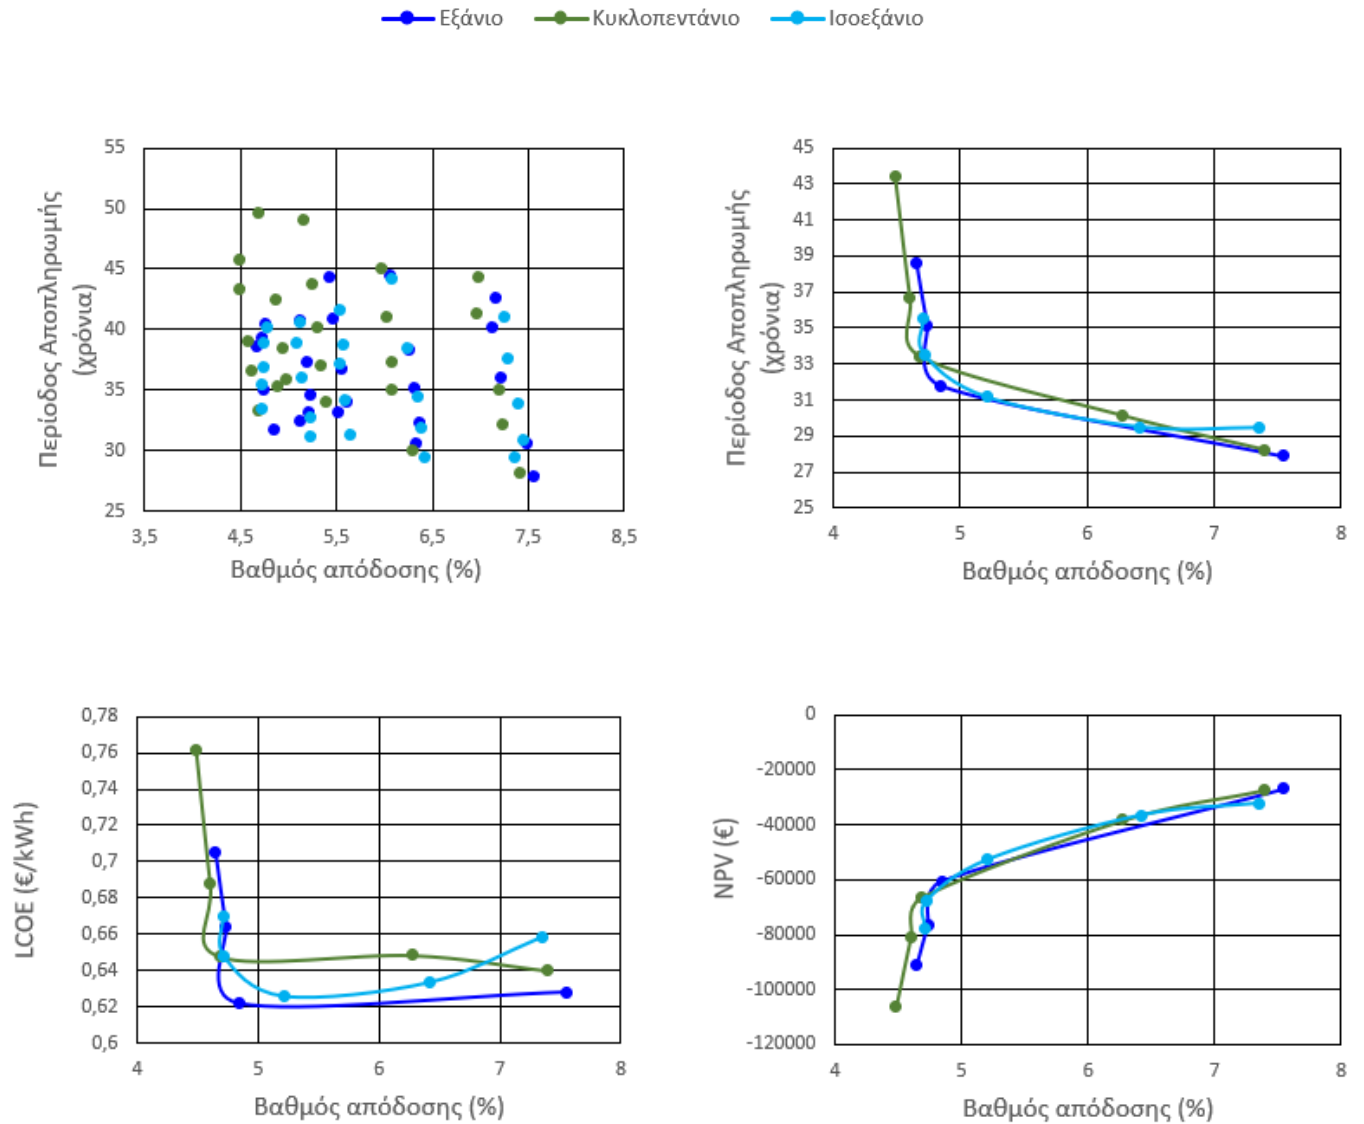 Εξάνιο Κυκλοπεντάνιο Ισοεξάνιο
Περίοδος Αποπληρωμής
(χρόνια)
55
50
45
40
35
30
25
3,5 4,5 5,5 6,5 7,5 8,5
Βαθμός απόδοσης (%)
Περίοδος Αποπληρωμής
(χρόνια)
45
43
41
39
37
35
33
31
29
27
25
4 5 6 7 8
Βαθμός απόδοσης (%)
LCOE (€/kWh)
0,78
0,76
0,74
0,72
0,7
0,68
0,66
0,64
0,62
0,6
4 5 6 7 8
Βαθμός απόδοσης (%)
NPV (€)
0
-20000
-40000
-60000
-80000
-100000
-120000
4 5 6 7 8
Βαθμός απόδοσης (%)